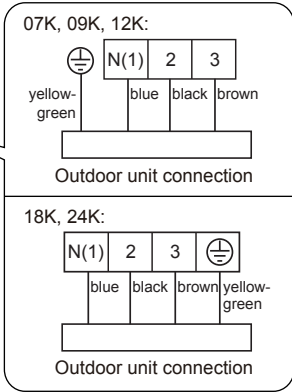 07K, 09K, 12K:
N(1) 2 3
yellow-
green
blue black brown
Outdoor unit connection
18K, 24K:
N(1) 2 3
blue black brown yellow-
green
Outdoor unit connection